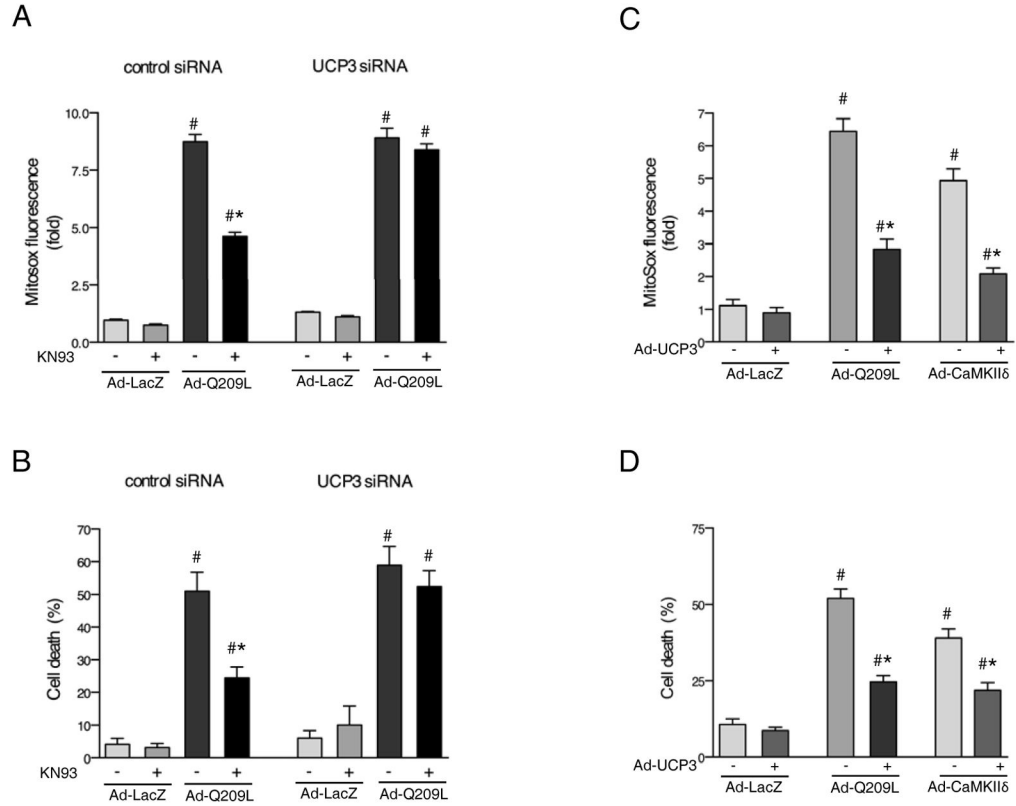 A
control siRNA UCP3 siRNA
Mitosox fluorescence
(fold)
10.0
7.5
5.0
2.5
0.0
# #* # #
KN93 - + - + - + - +
Ad-LacZ Ad-Q209L Ad-LacZ Ad-Q209L
B
control siRNA UCP3 siRNA
Cell death (%)
70
60
50
40
30
20
10
0
# #* # #
KN93 - + - + - + - +
Ad-LacZ Ad-Q209L Ad-LacZ Ad-Q209L
C
MitoSox fluorescence
(fold)
7
6
5
4
3
2
1
0
# #* # #*
Ad-UCP3 - + - + - +
Ad-LacZ Ad-Q209L Ad-CaMKIIδ
D
Cell death (%)
75
50
25
0
# #* # #*
Ad-UCP3 - + - + - +
Ad-LacZ Ad-Q209L Ad-CaMKIIδ